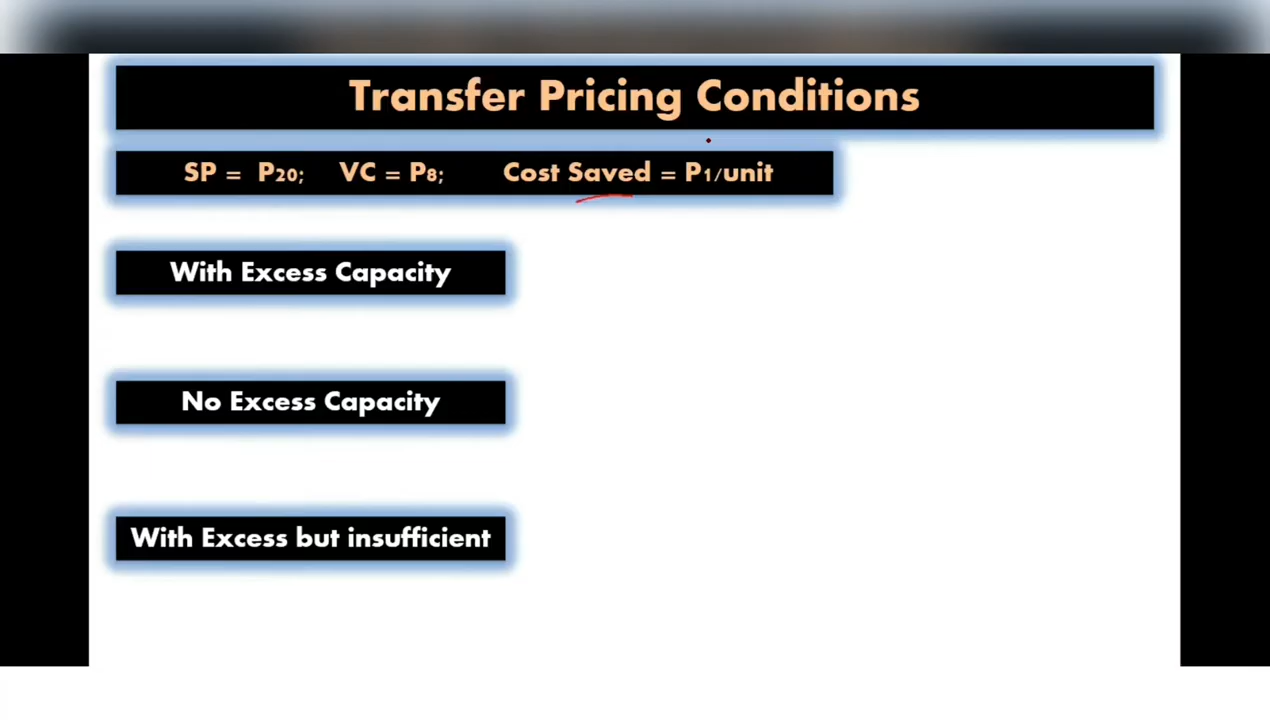 Transfer Pricing Conditions
SP = P20; VC = P8; Cost Saved = P1/unit
With Excess Capacity
No Excess Capacity
With Excess but insufficient